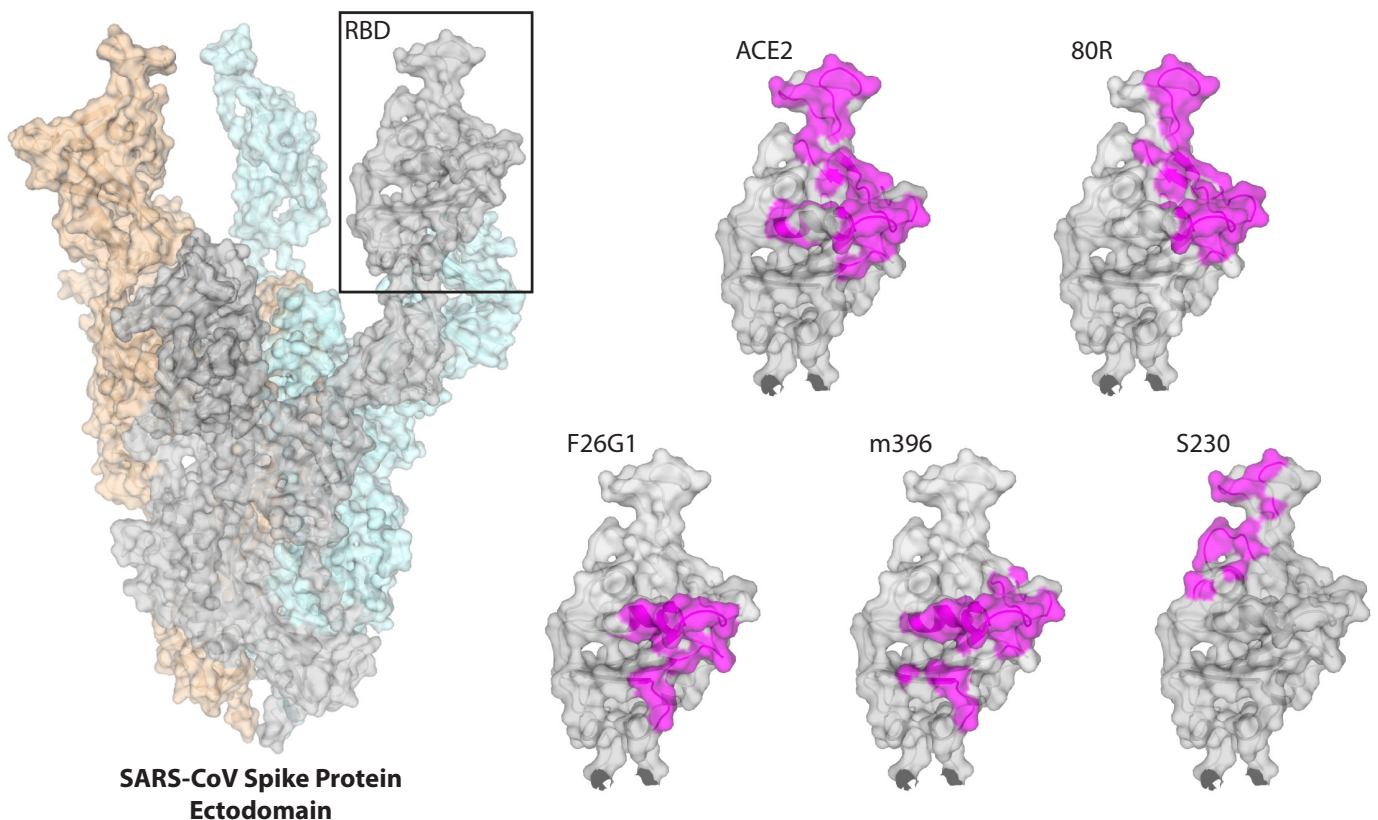 RBD
ACE2
80R
F26G1
m396
S230
SARS-CoV Spike Protein
Ectodomain